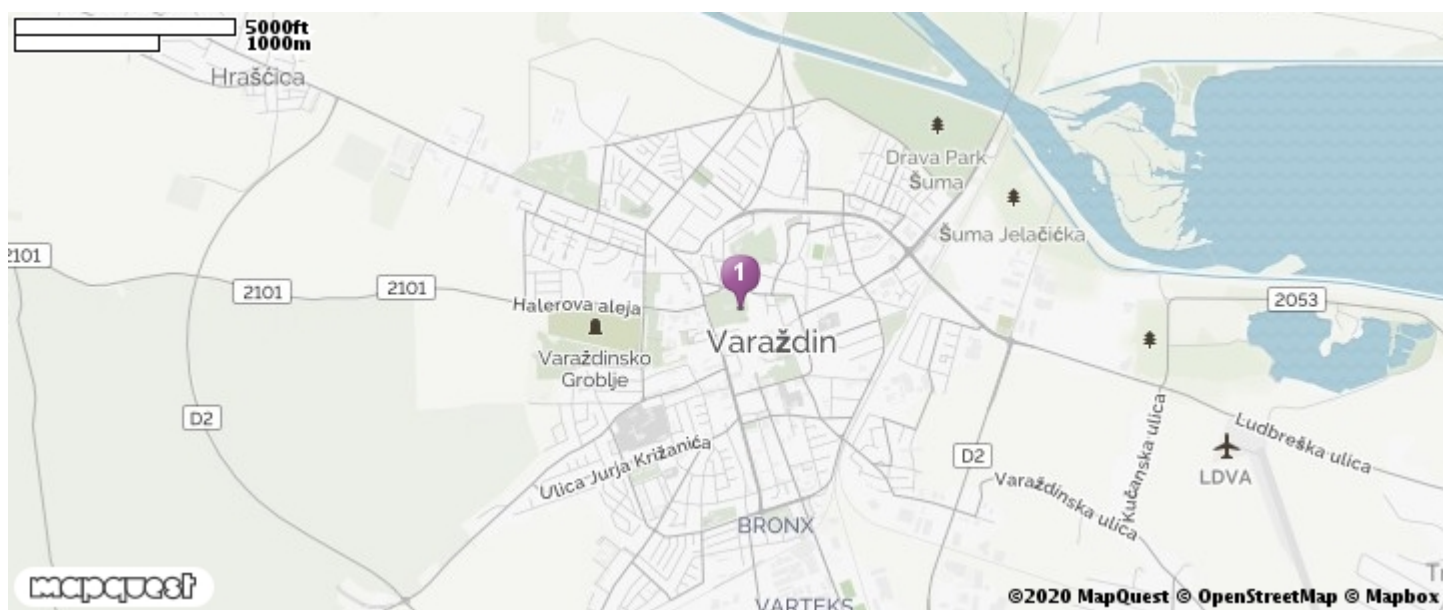 5000ft
1000m
Hrašćica
Drava Park
Šuma
Šuma Jelačićka
2101
2101
2101
1
2053
Halerova aleja
Varaždin
Varaždinsko
Groblje
D2
Kučanska ulica
Ludbreška ulica
Ulica Jurja Križanića
D2
LDVA
Varaždinska ulica
BRONX
mapquest
©2020 MapQuest © OpenStreetMap © Mapbox
VARTEKS